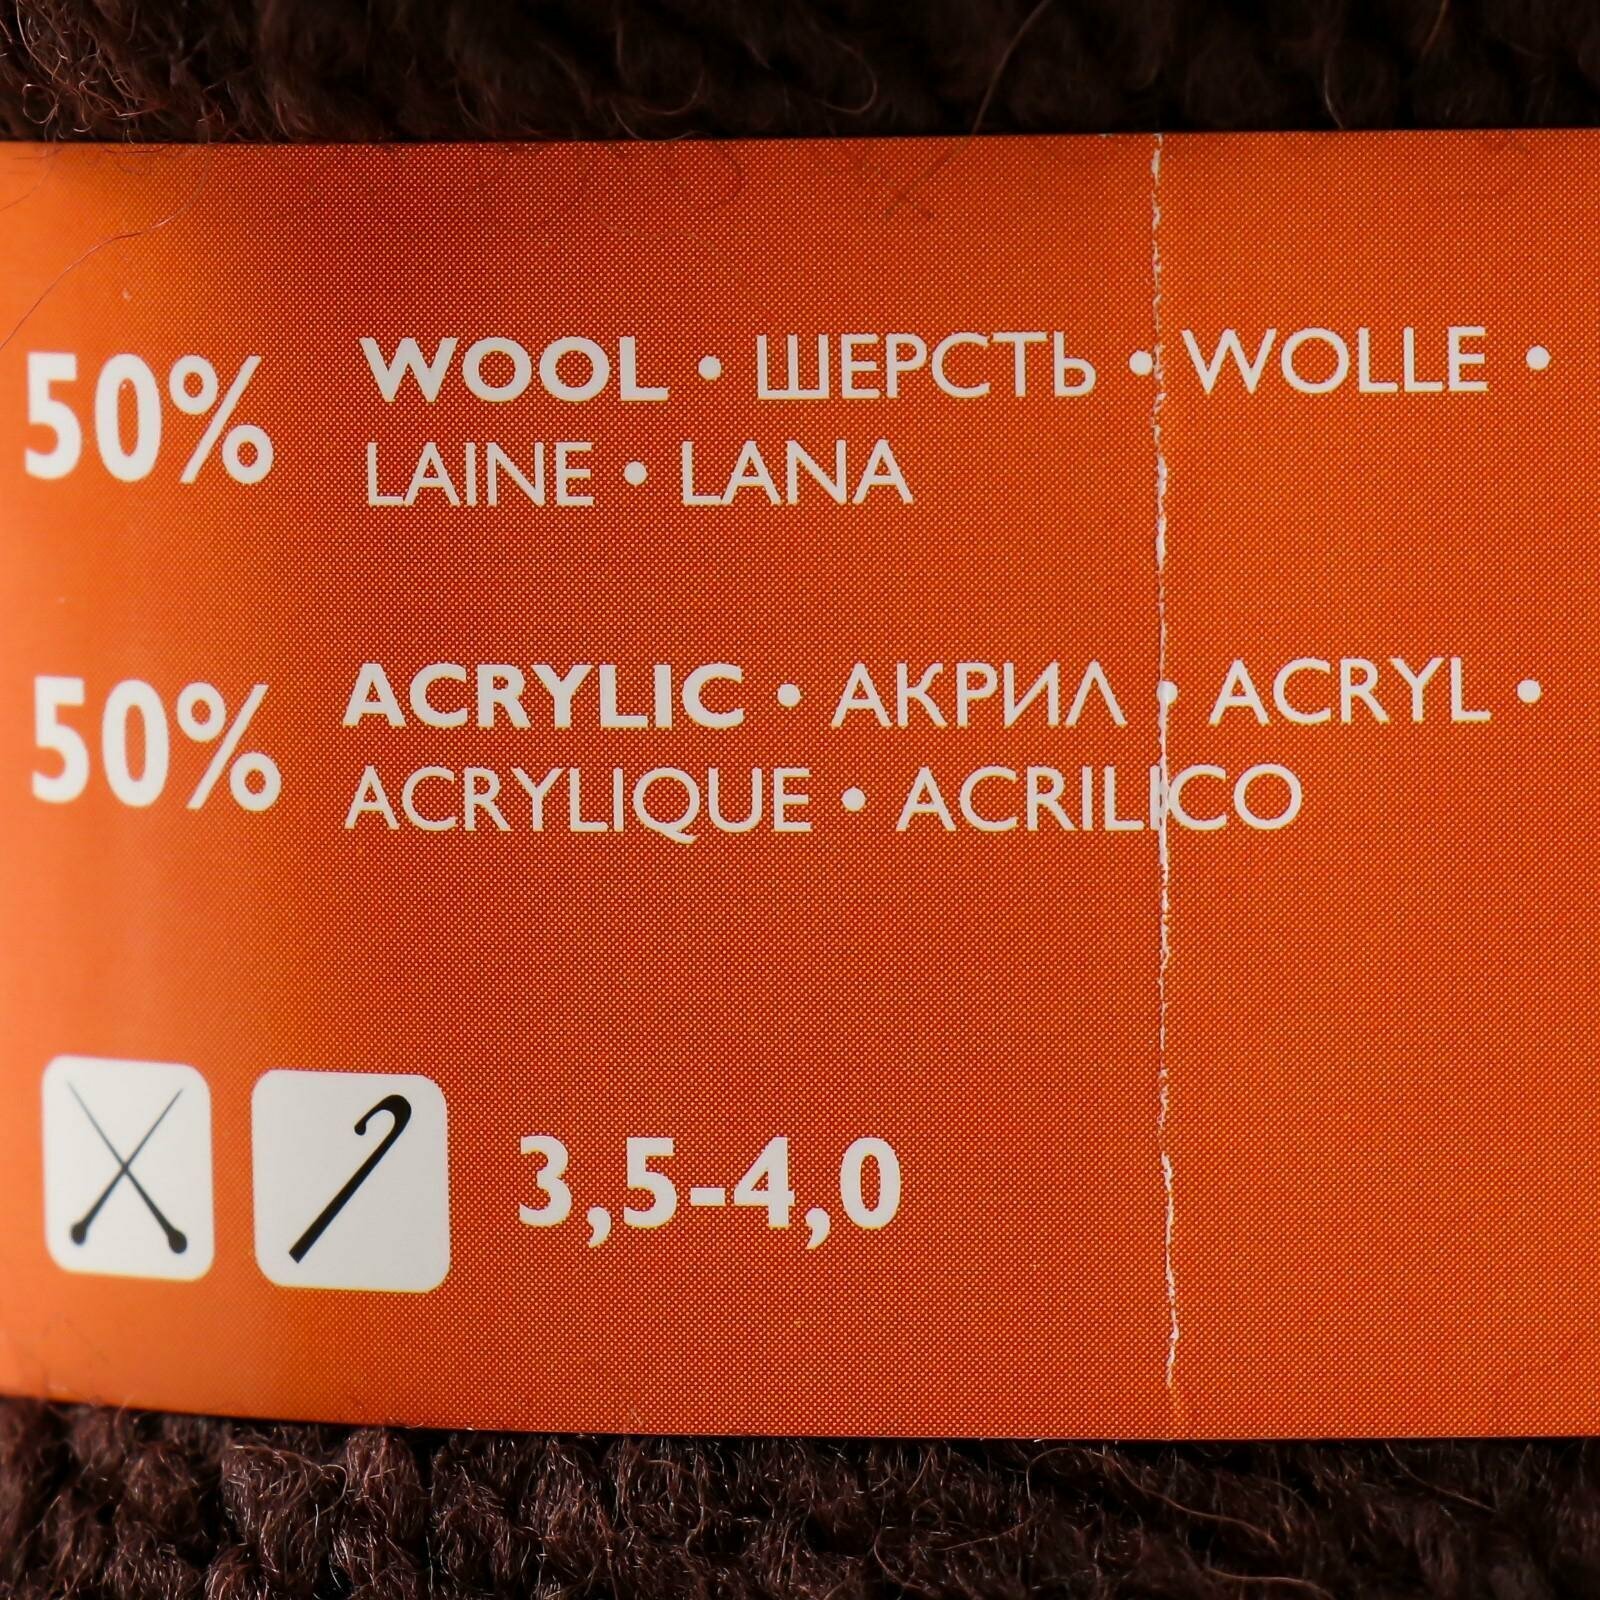 50% WOOL • ШЕРСТЬ • WOLLE •
LAINE • LANA
50% ACRYLIC • АКРИЛ • ACRYL •
ACRYLIQUE • ACRILICO
3,5-4,0